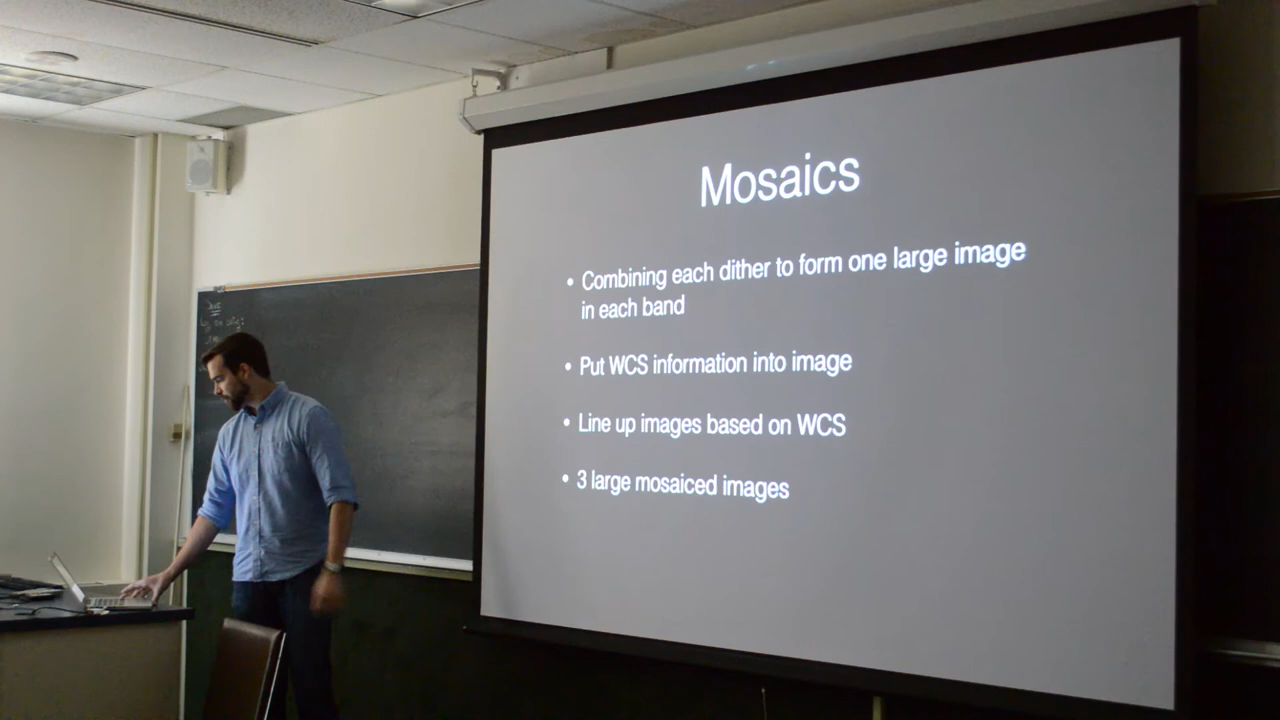 Mosaics
• Combining each dither to form one large image
in each band
• Put WCS information into image
• Line up images based on WCS
• 3 large mosaiced images